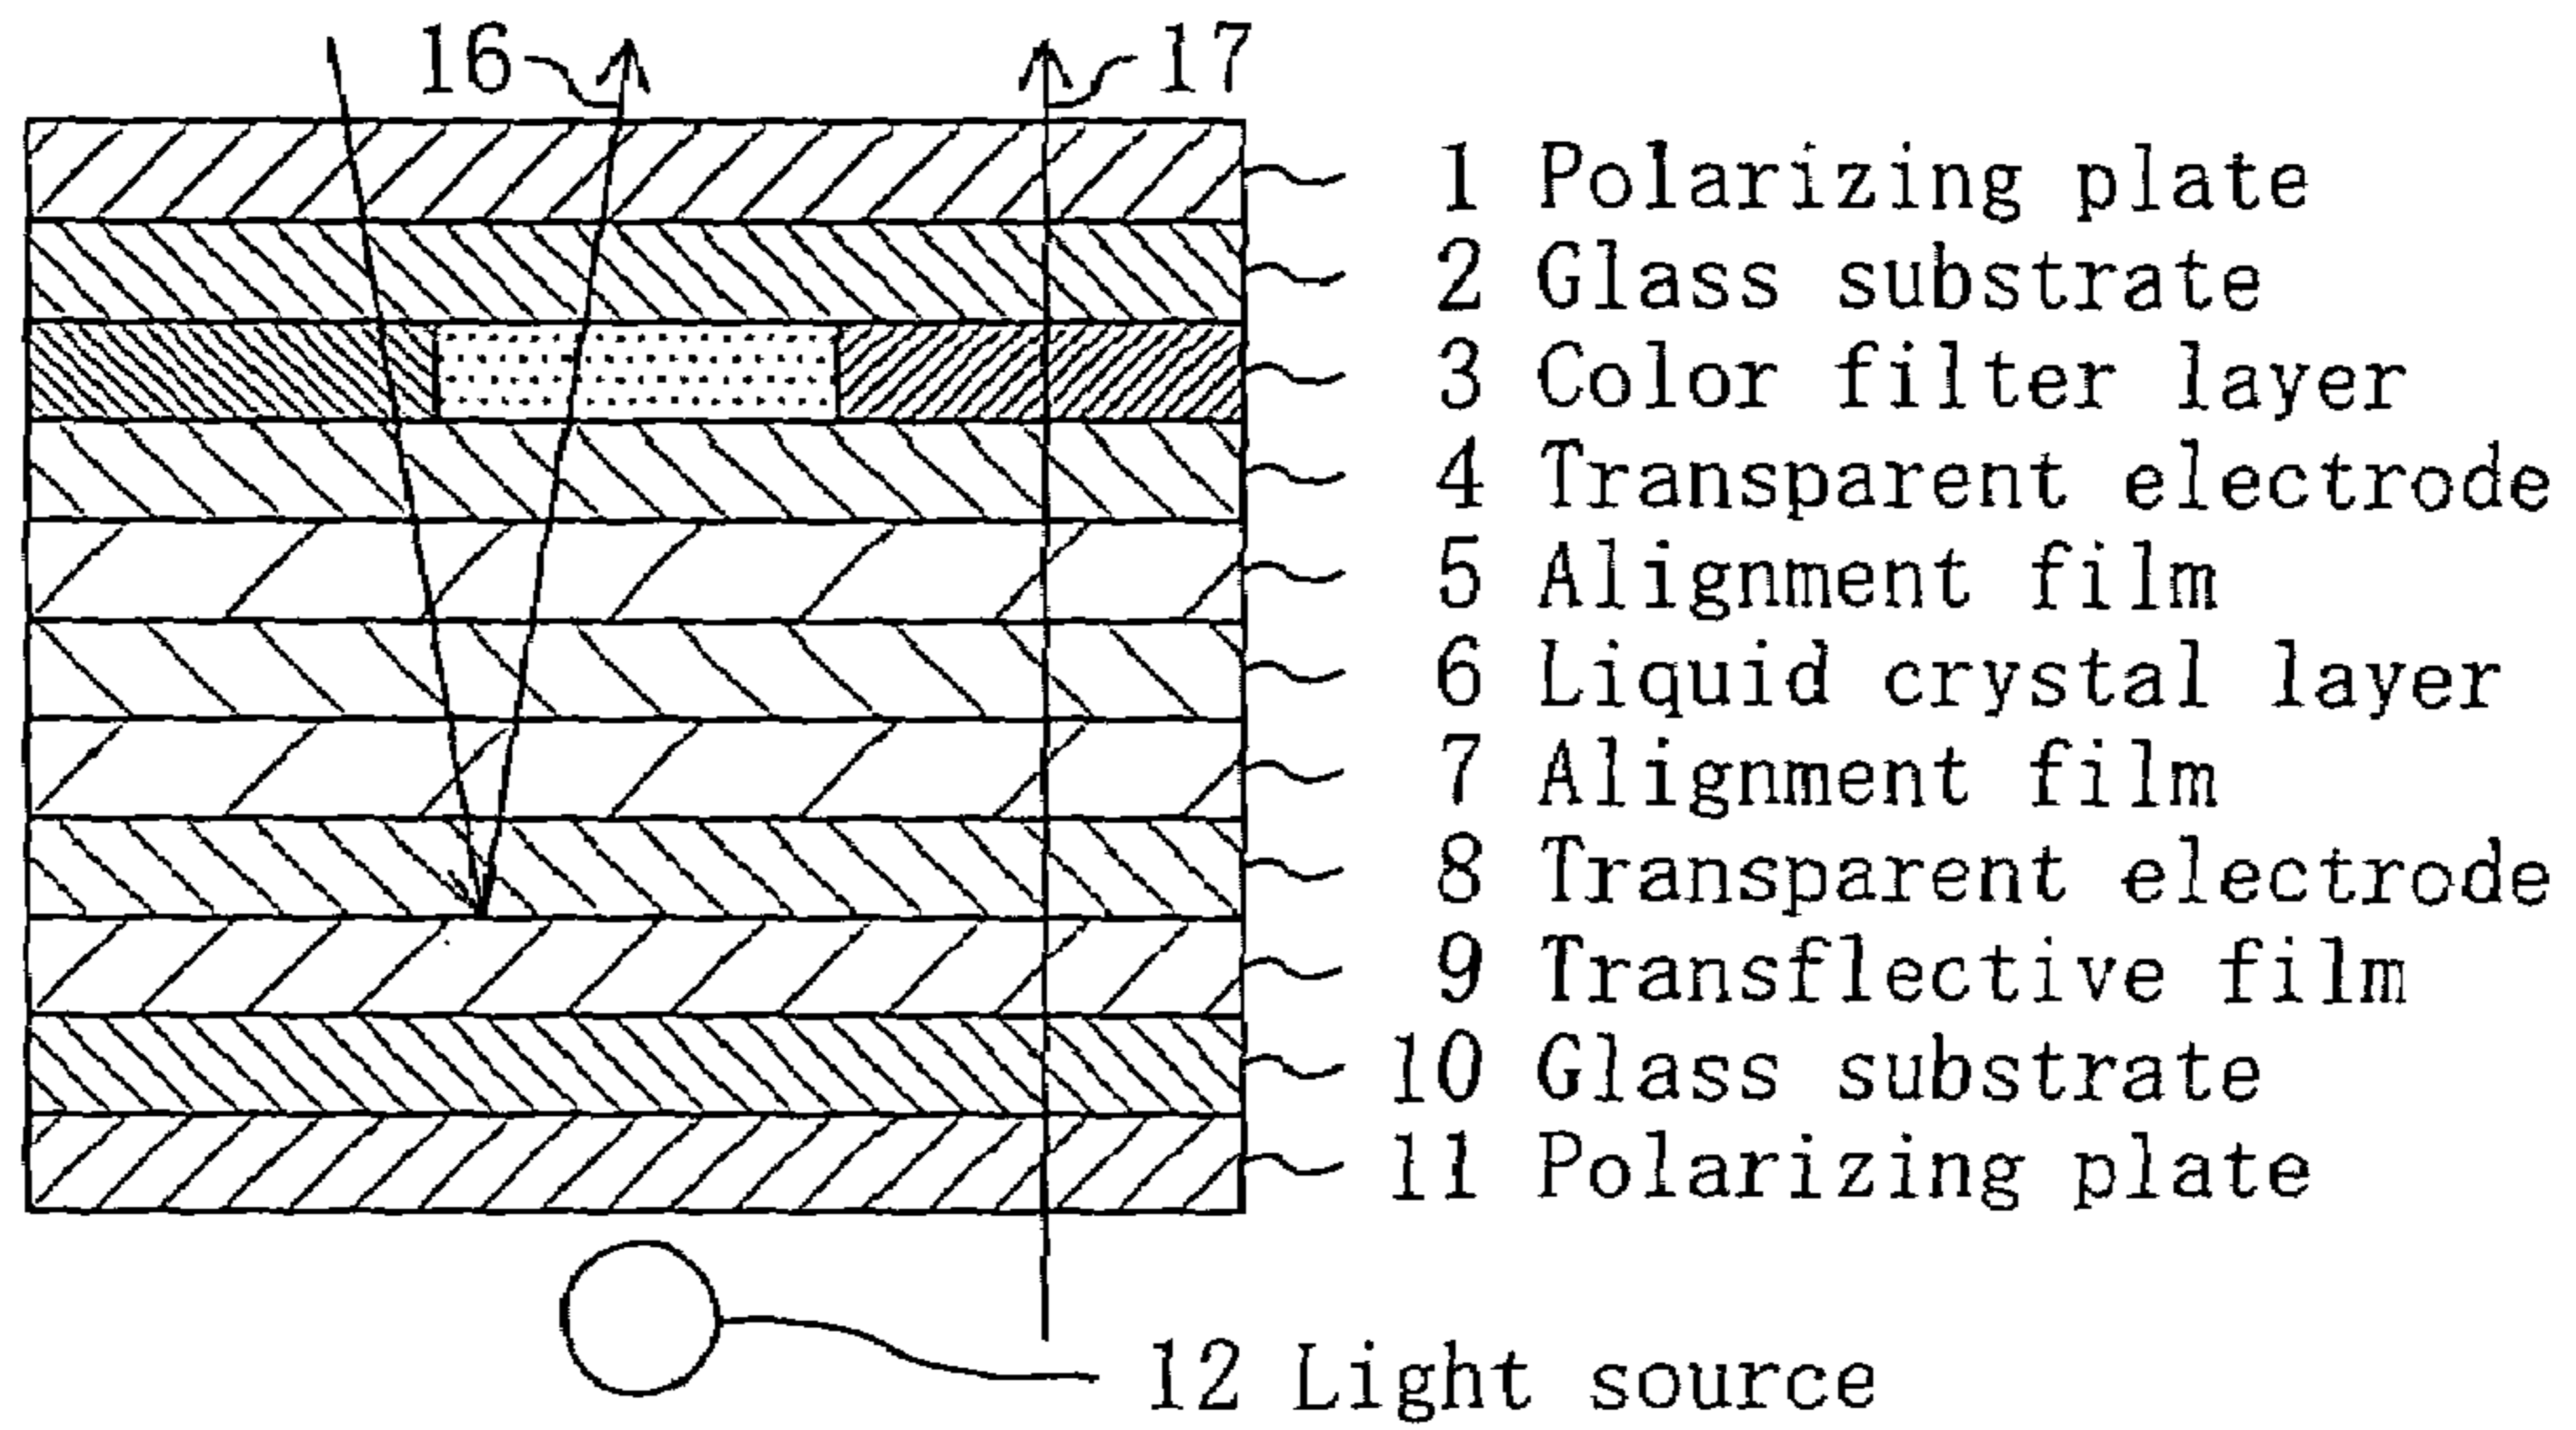 16 17
1 Polarizing plate
2 Glass substrate
3 Color filter layer
4 Transparent electrode
5 Alignment film
6 Liquid crystal layer
7 Alignment film
8 Transparent electrode
9 Transflective film
10 Glass substrate
11 Polarizing plate
12 Light source